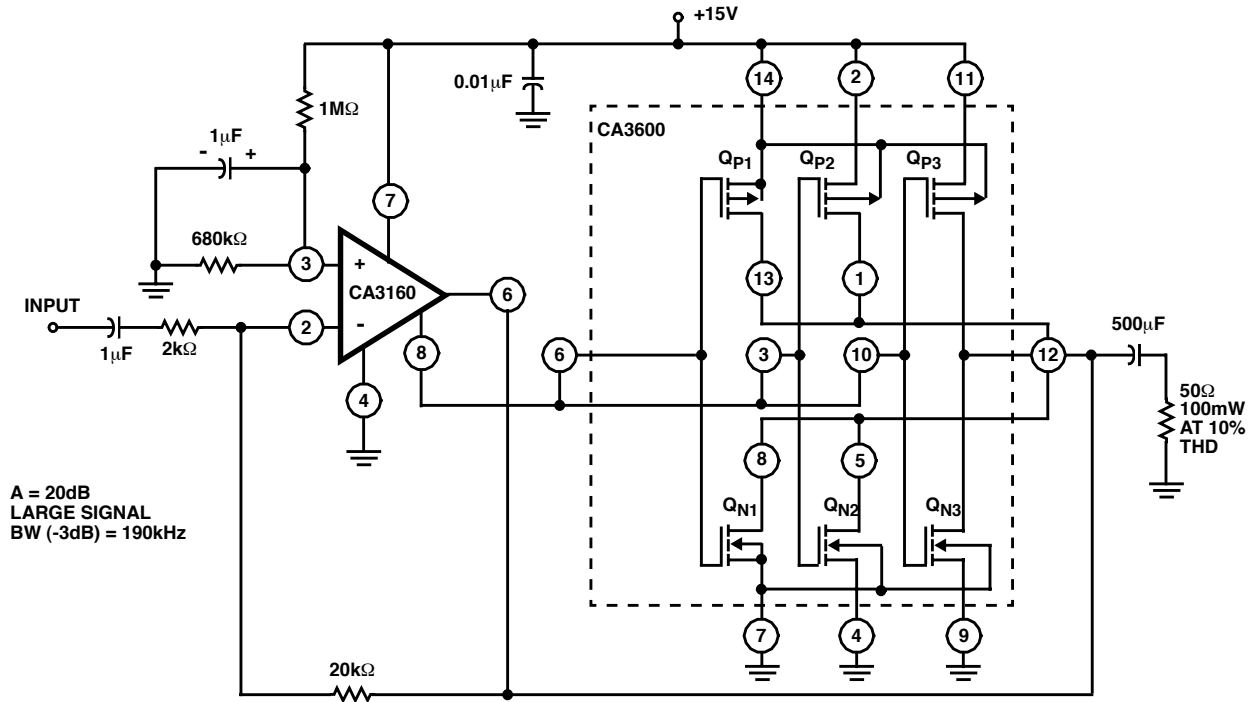 +15V
14
2
11
0.01µF
1MΩ
CA3600
1µF
-
+
QP1
QP2
QP3
7
680kΩ
3
+
13
1
CA3160
6
INPUT
2
-
500µF
1µF
2kΩ
8
6
3
10
12
50Ω
100mW
AT 10%
THD
4
8
5
A = 20dB
LARGE SIGNAL
BW (-3dB) = 190kHz
QN1
QN2
QN3
7
4
9
20kΩ